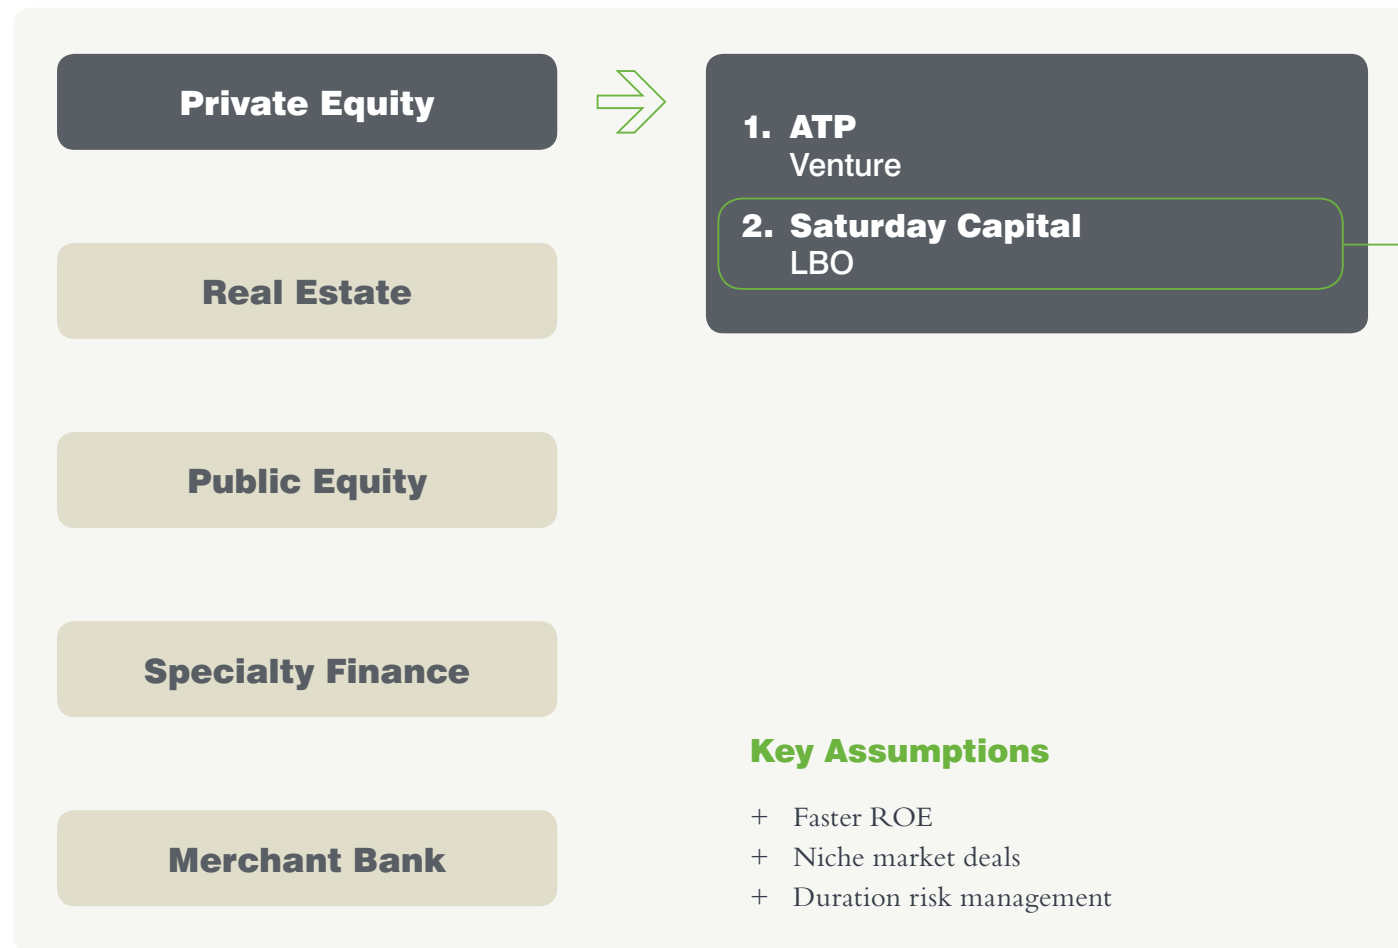 Private Equity
1. ATP
Venture
2. Saturday Capital
LBO
Real Estate
Public Equity
Specialty Finance
Merchant Bank
Key Assumptions
+ Faster ROE
+ Niche market deals
+ Duration risk management